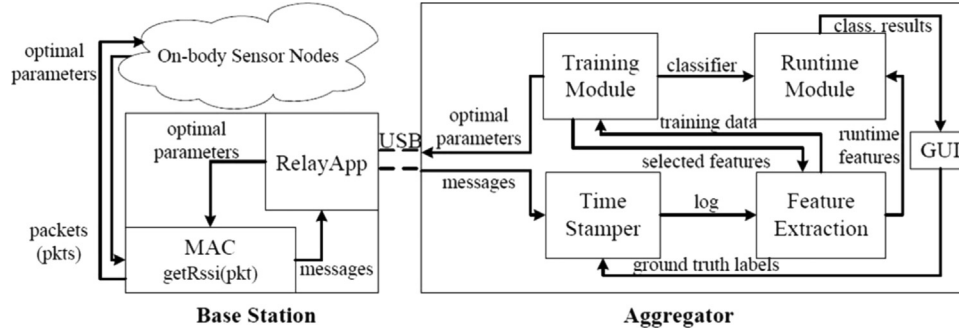 class. results
optimal
parameters
On-body Sensor Nodes
Training
Module
classifier
Runtime
Module
optimal
parameters
USB
optimal
parameters
training data
runtime
features
GUI
RelayApp
selected features
messages
Time
Stamper
log
Feature
Extraction
packets
(pkts)
MAC
getRssi(pkt)
messages
ground truth labels
Base Station
Aggregator